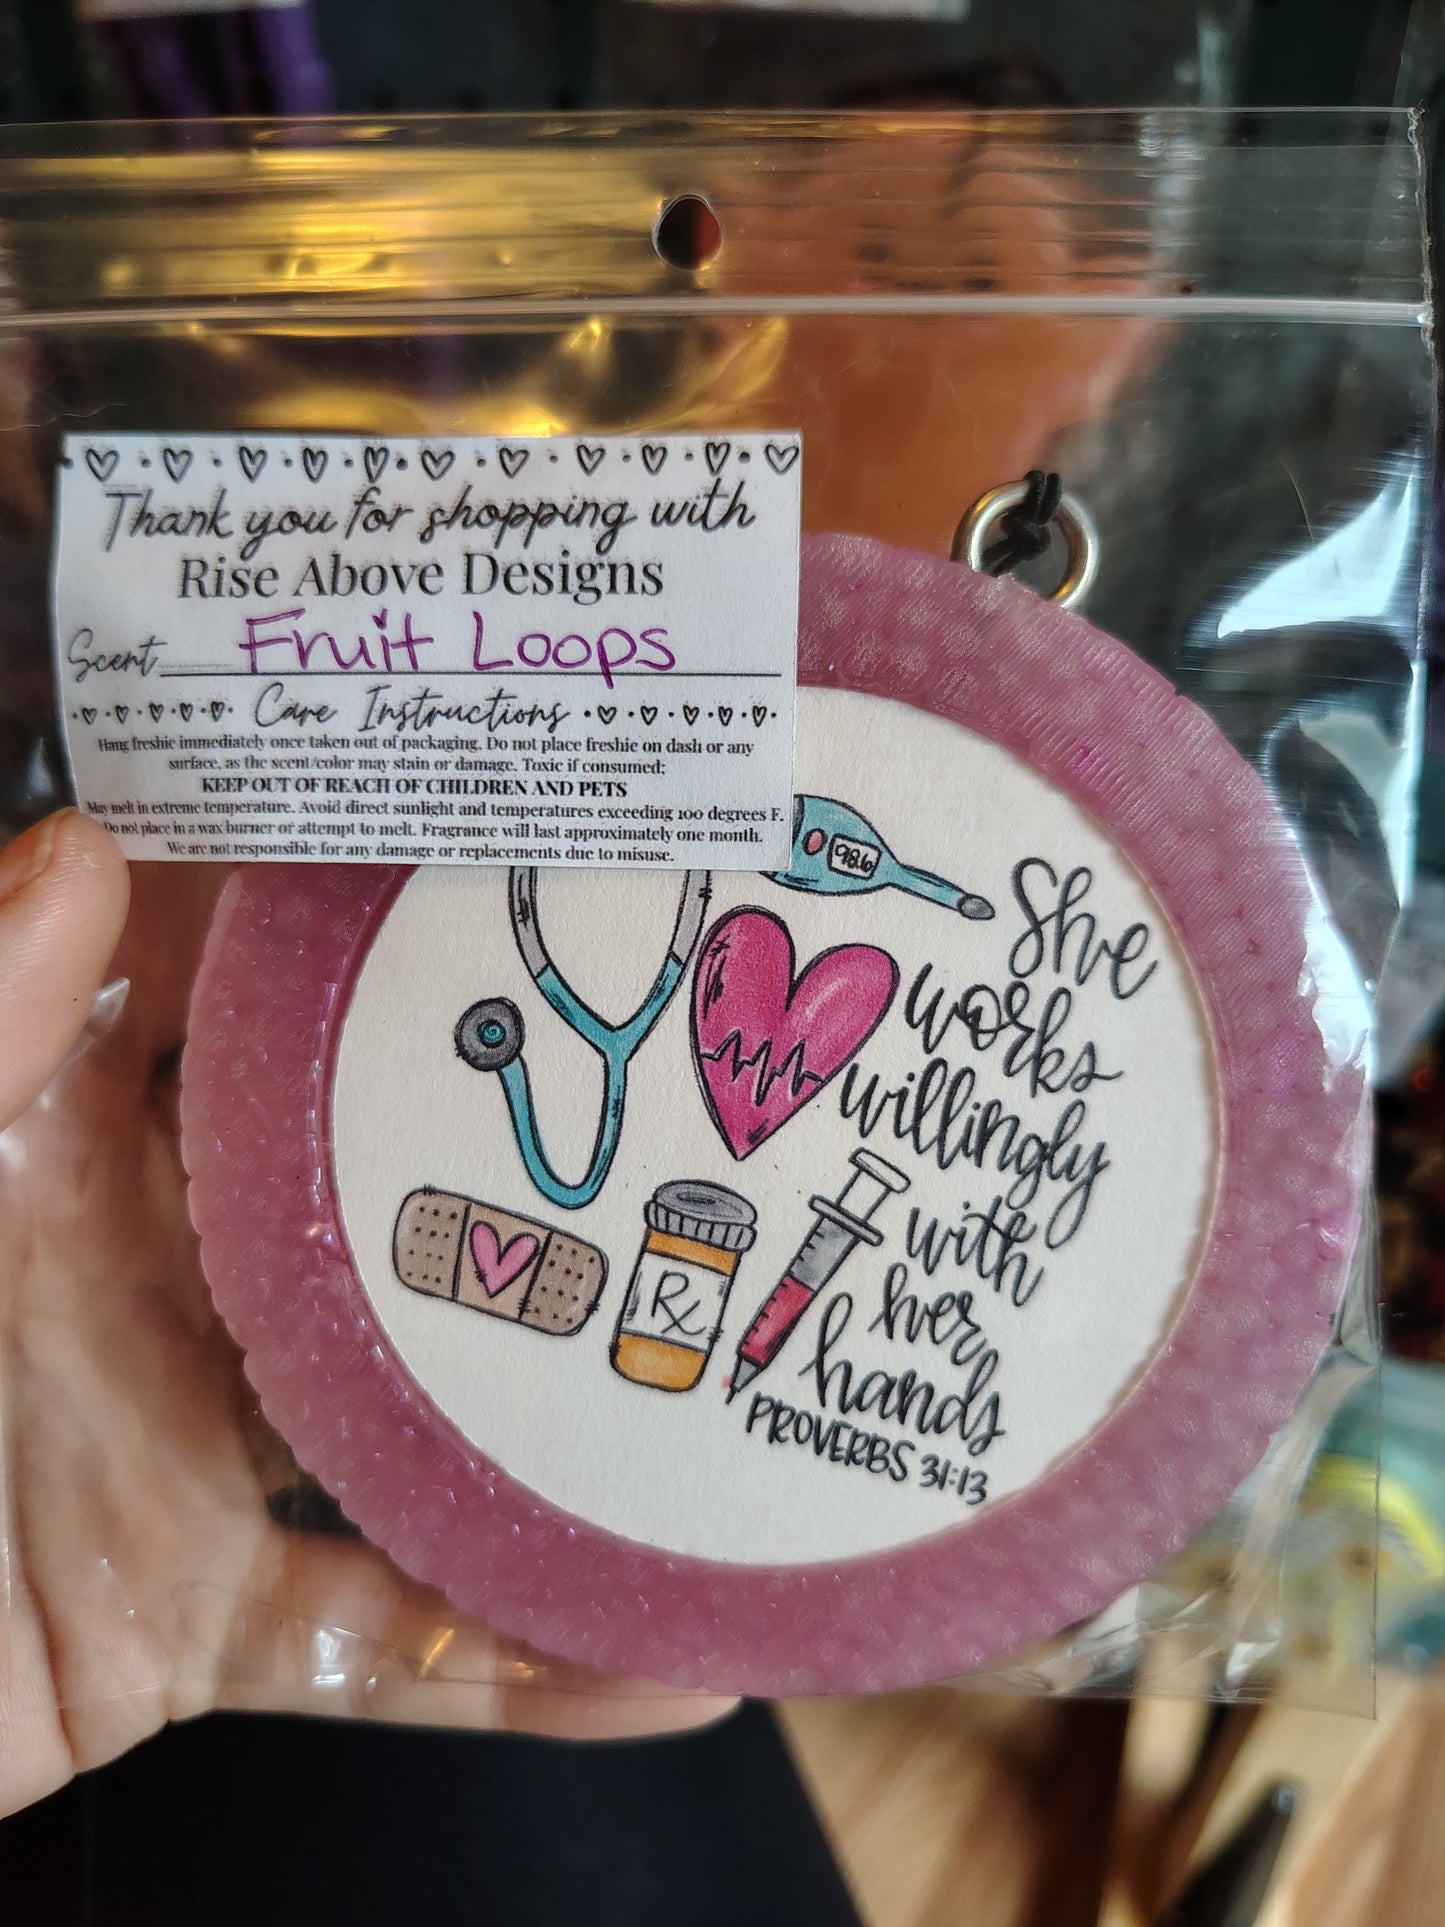 Thank you for shopping with
Rise Above Designs
Scent Fruit Loops
Care Instructions
Hang freshie immediately once taken out of packaging. Do not place freshie on dash or any
surface, as the scent/color may stain or damage. Toxic if consumed;
KEEP OUT OF REACH OF CHILDREN AND PETS
May melt in extreme temperature. Avoid direct sunlight and temperatures exceeding 100 degrees F.
Do not place in a wax burner or attempt to melt. Fragrance will last approximately one month.
We are not responsible for any damage or replacements due to misuse.
98.6
She
works
willingly
with
her
hands
PROVERBS 31:13
Rx